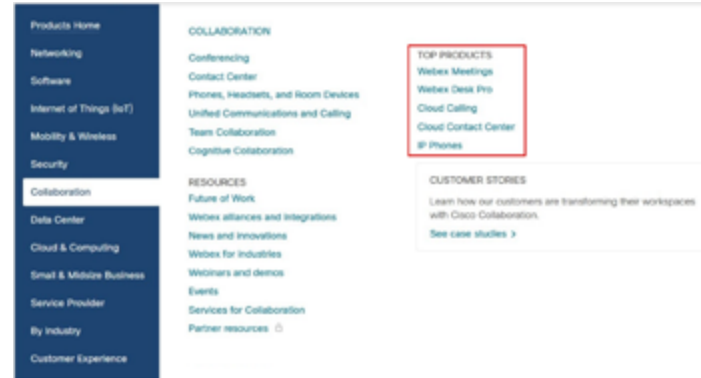 Products Home
Networking
Software
Internet of Things (IoT)
Mobility & Wireless
Security
Collaboration
Data Center
Cloud & Computing
Small & Midsize Business
Service Provider
By Industry
Customer Experience
COLLABORATION
Conferencing
Contact Center
Phones, Headsets, and Room Devices
Unified Communications and Calling
Team Collaboration
Cognitive Collaboration
RESOURCES
Future of Work
Webex alliances and integrations
News and innovations
Webex for industries
Webinars and demos
Events
Services for Collaboration
Partner resources
TOP PRODUCTS
Webex Meetings
Webex Desk Pro
Cloud Calling
Cloud Contact Center
IP Phones
CUSTOMER STORIES
Learn how our customers are transforming their workspaces
with Cisco Collaboration.
See case studies >